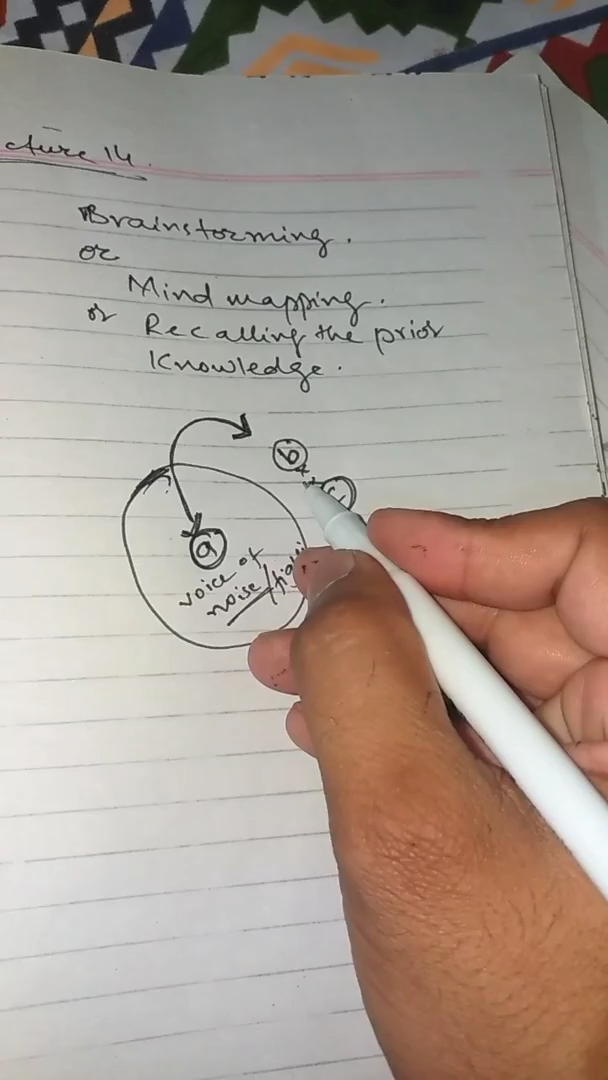 cture 14.
Brainstorming.
or
Mind mapping.
or Recalling the prior
Knowledge.
b
c
a
voice of
noise/